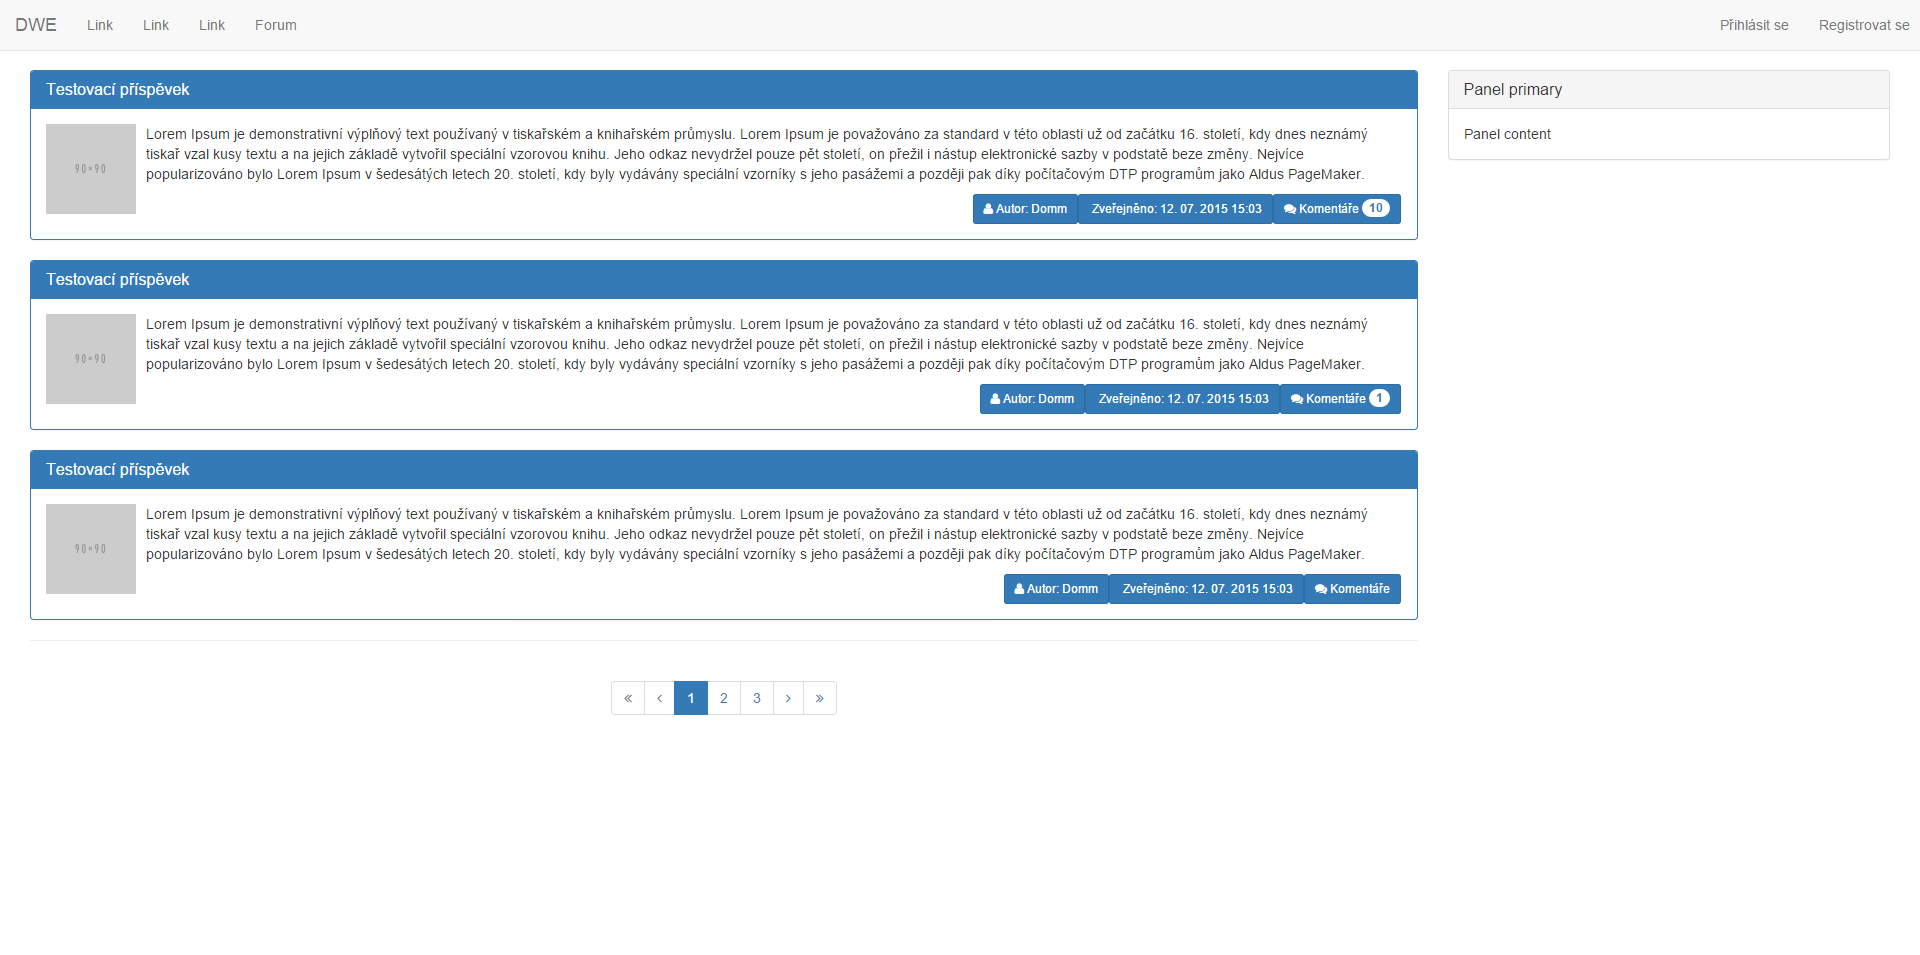 DWE Link Link Link Forum Přihlásit se Registrovat se
Testovací příspěvek
90×90
Lorem Ipsum je demonstrativní výplňový text používaný v tiskařském a knihařském průmyslu. Lorem Ipsum je považováno za standard v této oblasti už od začátku 16. století, kdy dnes neznámý
tiskař vzal kusy textu a na jejich základě vytvořil speciální vzorovou knihu. Jeho odkaz nevydržel pouze pět století, on přežil i nástup elektronické sazby v podstatě beze změny. Nejvíce
popularizováno bylo Lorem Ipsum v šedesátých letech 20. století, kdy byly vydávány speciální vzorníky s jeho pasážemi a později pak díky počítačovým DTP programům jako Aldus PageMaker.
Autor: Domm Zveřejněno: 12. 07. 2015 15:03 Komentáře 10
Testovací příspěvek
90×90
Lorem Ipsum je demonstrativní výplňový text používaný v tiskařském a knihařském průmyslu. Lorem Ipsum je považováno za standard v této oblasti už od začátku 16. století, kdy dnes neznámý
tiskař vzal kusy textu a na jejich základě vytvořil speciální vzorovou knihu. Jeho odkaz nevydržel pouze pět století, on přežil i nástup elektronické sazby v podstatě beze změny. Nejvíce
popularizováno bylo Lorem Ipsum v šedesátých letech 20. století, kdy byly vydávány speciální vzorníky s jeho pasážemi a později pak díky počítačovým DTP programům jako Aldus PageMaker.
Autor: Domm Zveřejněno: 12. 07. 2015 15:03 Komentáře 1
Testovací příspěvek
90×90
Lorem Ipsum je demonstrativní výplňový text používaný v tiskařském a knihařském průmyslu. Lorem Ipsum je považováno za standard v této oblasti už od začátku 16. století, kdy dnes neznámý
tiskař vzal kusy textu a na jejich základě vytvořil speciální vzorovou knihu. Jeho odkaz nevydržel pouze pět století, on přežil i nástup elektronické sazby v podstatě beze změny. Nejvíce
popularizováno bylo Lorem Ipsum v šedesátých letech 20. století, kdy byly vydávány speciální vzorníky s jeho pasážemi a později pak díky počítačovým DTP programům jako Aldus PageMaker.
Autor: Domm Zveřejněno: 12. 07. 2015 15:03 Komentáře
« ‹ 1 2 3 › »
Panel primary
Panel content